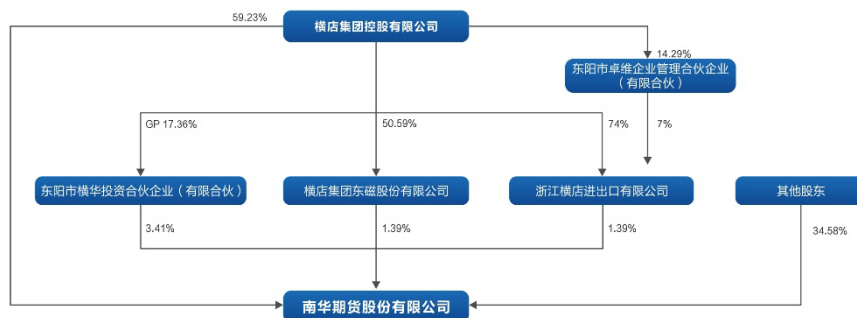 59.23%
横店集团控股有限公司
14.29%
东阳市卓维企业管理合伙企业
（有限合伙）
GP 17.36%
50.59%
74%
7%
东阳市横华投资合伙企业（有限合伙）
横店集团东磁股份有限公司
浙江横店进出口有限公司
其他股东
3.41%
1.39%
1.39%
34.58%
南华期货股份有限公司